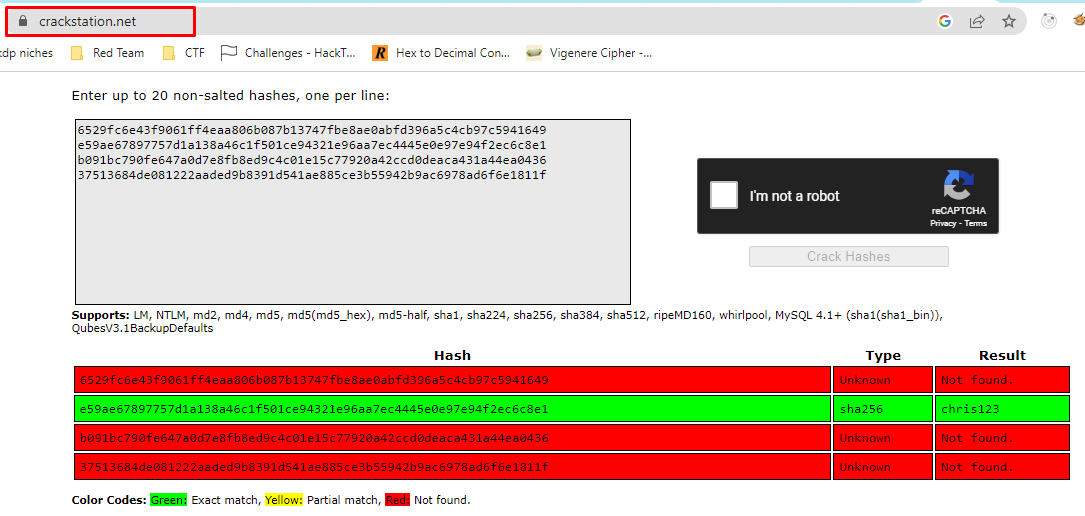 crackstation.net
tdp niches Red Team CTF Challenges - HackT... Hex to Decimal Con... Vigenere Cipher -...
Enter up to 20 non-salted hashes, one per line:
6529fc6e43f9061ff4eaa806b087b13747fbe8ae0abfd396a5c4cb97c5941649
e59ae67897757d1a138a46c1f501ce94321e96aa7ec4445e0e97e94f2ec6c8e1
b091bc790fe647a0d7e8fb8ed9c4c01e15c77920a42ccd0deaca431a44ea0436
37513684de081222aaded9b8391d541ae885ce3b55942b9ac6978ad6f6e1811f
I'm not a robot
reCAPTCHA
Privacy - Terms
Crack Hashes
Supports: LM, NTLM, md2, md4, md5, md5(md5_hex), md5-half, sha1, sha224, sha256, sha384, sha512, ripeMD160, whirlpool, MySQL 4.1+ (sha1(sha1_bin)),
QubesV3.1BackupDefaults
Hash Type Result
6529fc6e43f9061ff4eaa806b087b13747fbe8ae0abfd396a5c4cb97c5941649 Unknown Not found.
e59ae67897757d1a138a46c1f501ce94321e96aa7ec4445e0e97e94f2ec6c8e1 sha256 chris123
b091bc790fe647a0d7e8fb8ed9c4c01e15c77920a42ccd0deaca431a44ea0436 Unknown Not found.
37513684de081222aaded9b8391d541ae885ce3b55942b9ac6978ad6f6e1811f Unknown Not found.
Color Codes: Green: Exact match, Yellow: Partial match, Red: Not found.